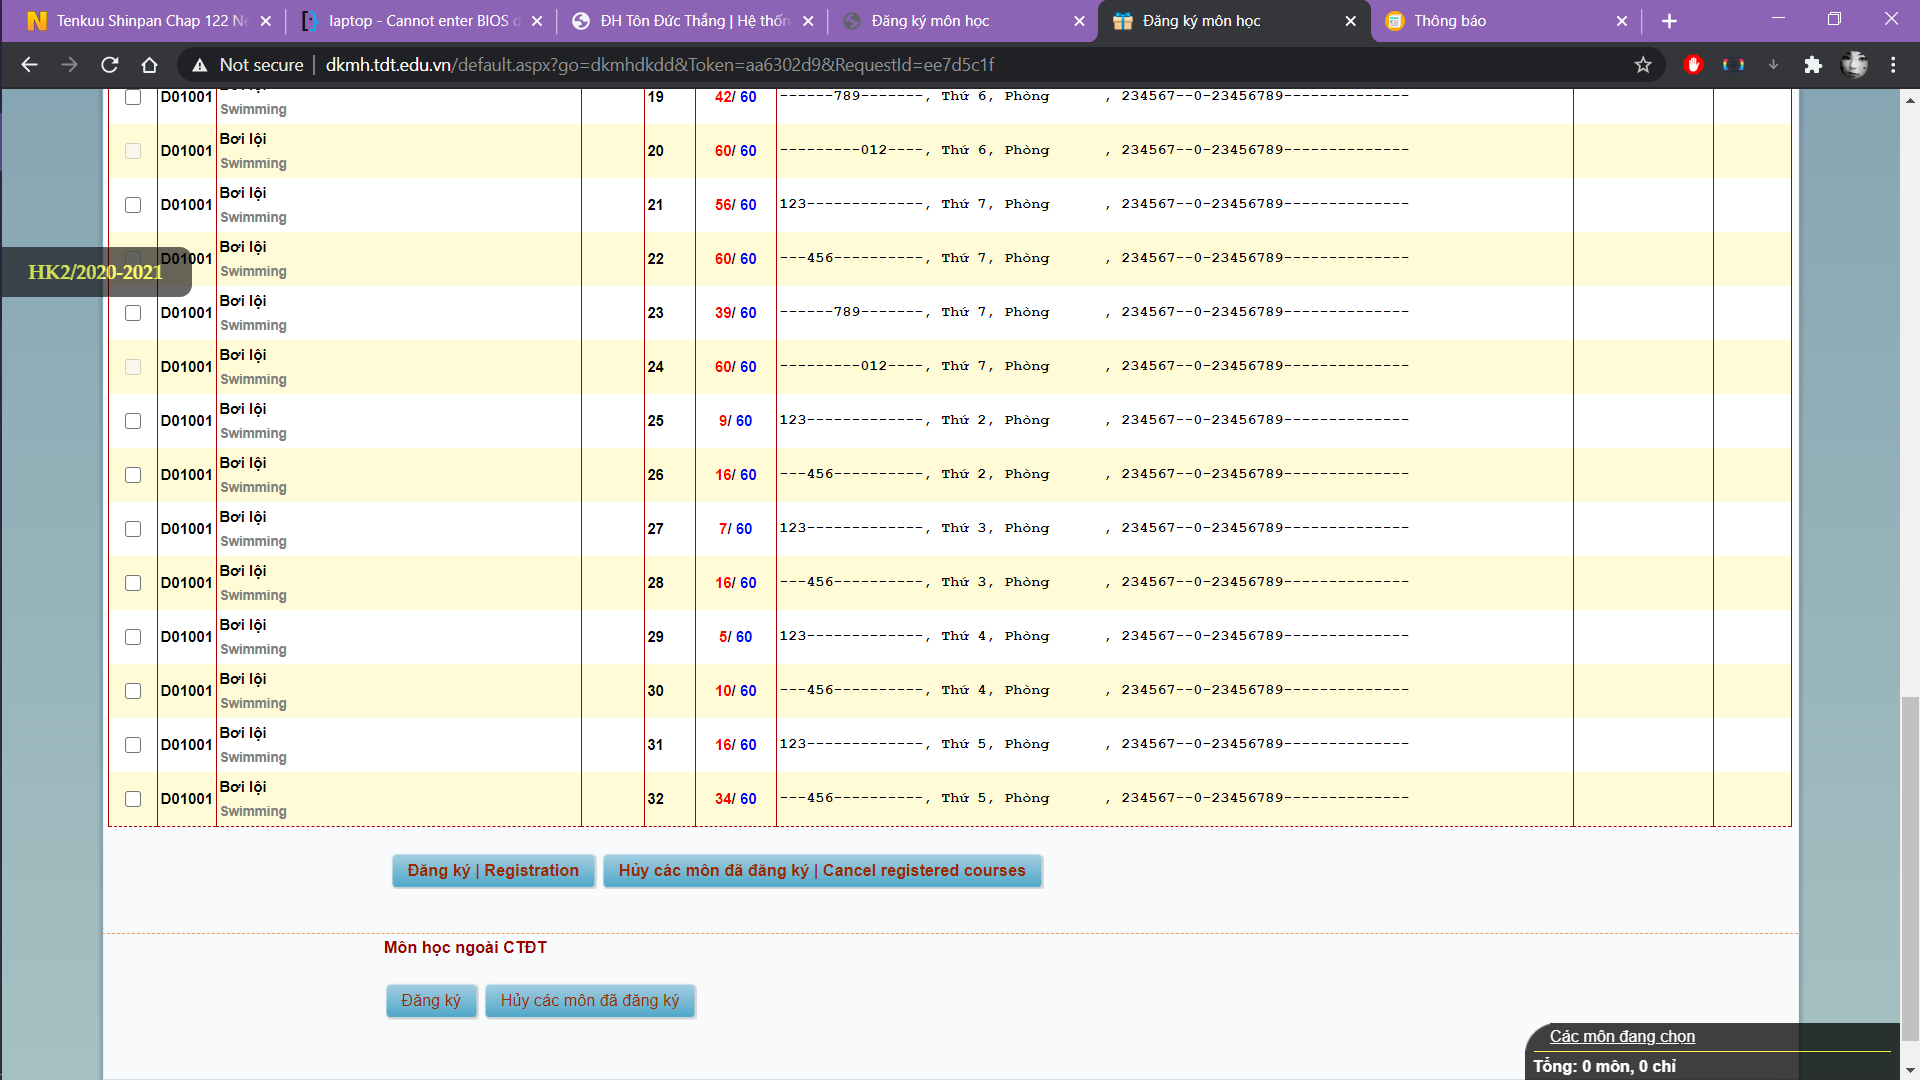 Tenkuu Shinpan Chap 122 Ne
laptop - Cannot enter BIOS d
ĐH Tôn Đức Thắng | Hệ thốn
Đăng ký môn học
Đăng ký môn học
Thông báo
Not secure | dkmh.tdt.edu.vn/default.aspx?go=dkmhdkdd&Token=aa6302d9&RequestId=ee7d5c1f
D01001 19 42/ 60 ------789-------, Thứ 6, Phòng , 234567--0-23456789--------------
Swimming
Bơi lội
D01001 20 60/ 60 ---------012----, Thứ 6, Phòng , 234567--0-23456789--------------
Swimming
Bơi lội
D01001 21 56/ 60 123-------------, Thứ 7, Phòng , 234567--0-23456789--------------
Swimming
Bơi lội
D01001 22 60/ 60 ---456----------, Thứ 7, Phòng , 234567--0-23456789--------------
Swimming
HK2/2020-2021
Bơi lội
D01001 23 39/ 60 ------789-------, Thứ 7, Phòng , 234567--0-23456789--------------
Swimming
Bơi lội
D01001 24 60/ 60 ---------012----, Thứ 7, Phòng , 234567--0-23456789--------------
Swimming
Bơi lội
D01001 25 9/ 60 123-------------, Thứ 2, Phòng , 234567--0-23456789--------------
Swimming
Bơi lội
D01001 26 16/ 60 ---456----------, Thứ 2, Phòng , 234567--0-23456789--------------
Swimming
Bơi lội
D01001 27 7/ 60 123-------------, Thứ 3, Phòng , 234567--0-23456789--------------
Swimming
Bơi lội
D01001 28 16/ 60 ---456----------, Thứ 3, Phòng , 234567--0-23456789--------------
Swimming
Bơi lội
D01001 29 5/ 60 123-------------, Thứ 4, Phòng , 234567--0-23456789--------------
Swimming
Bơi lội
D01001 30 10/ 60 ---456----------, Thứ 4, Phòng , 234567--0-23456789--------------
Swimming
Bơi lội
D01001 31 16/ 60 123-------------, Thứ 5, Phòng , 234567--0-23456789--------------
Swimming
Bơi lội
D01001 32 34/ 60 ---456----------, Thứ 5, Phòng , 234567--0-23456789--------------
Swimming
Đăng ký | Registration
Hủy các môn đã đăng ký | Cancel registered courses
Môn học ngoài CTĐT
Đăng ký
Hủy các môn đã đăng ký
Các môn đang chọn
Tổng: 0 môn, 0 chỉ